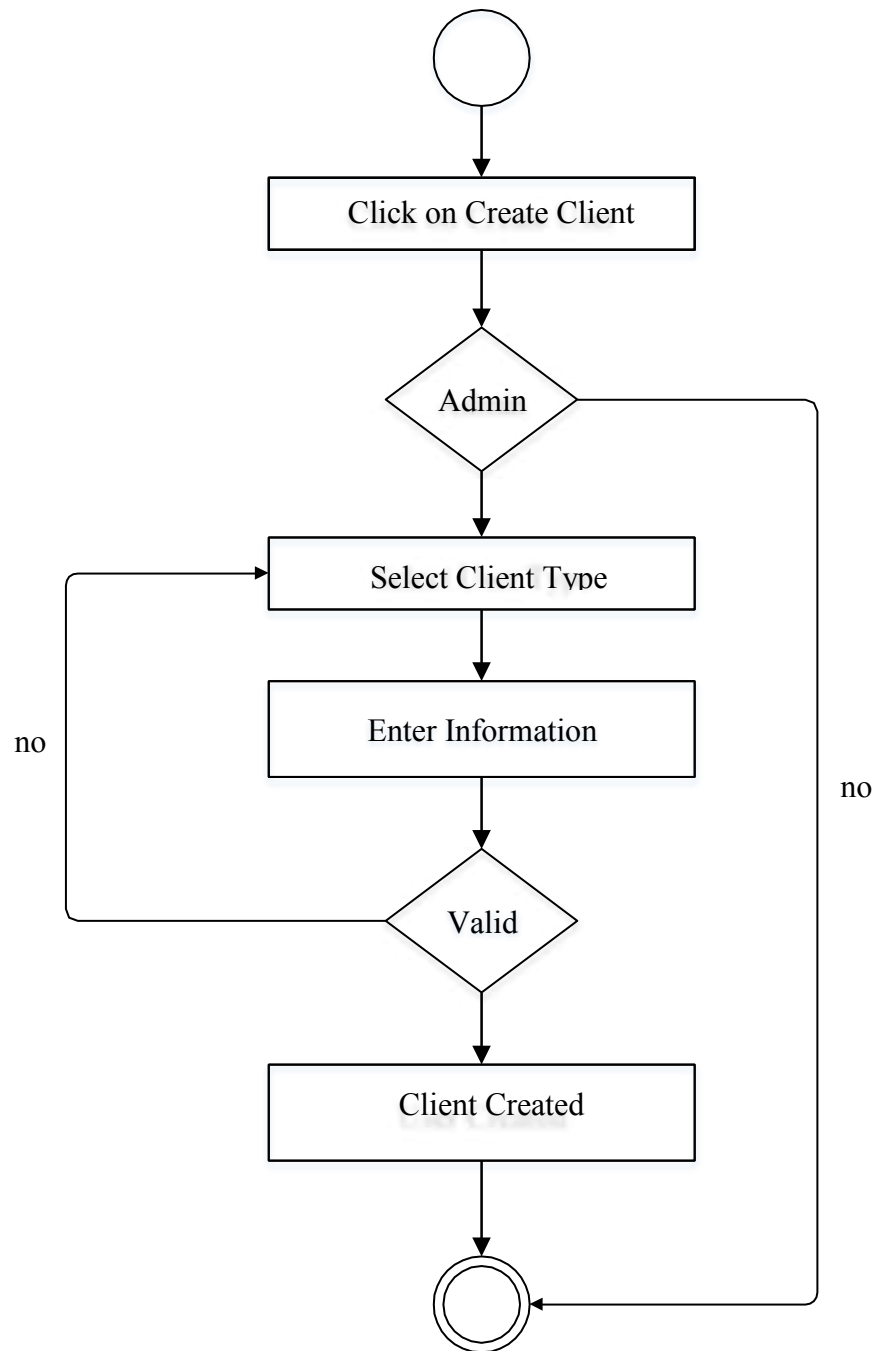 Click on Create Client
Admin
Select Client Type
Enter Information
no
no
Valid
Client Created